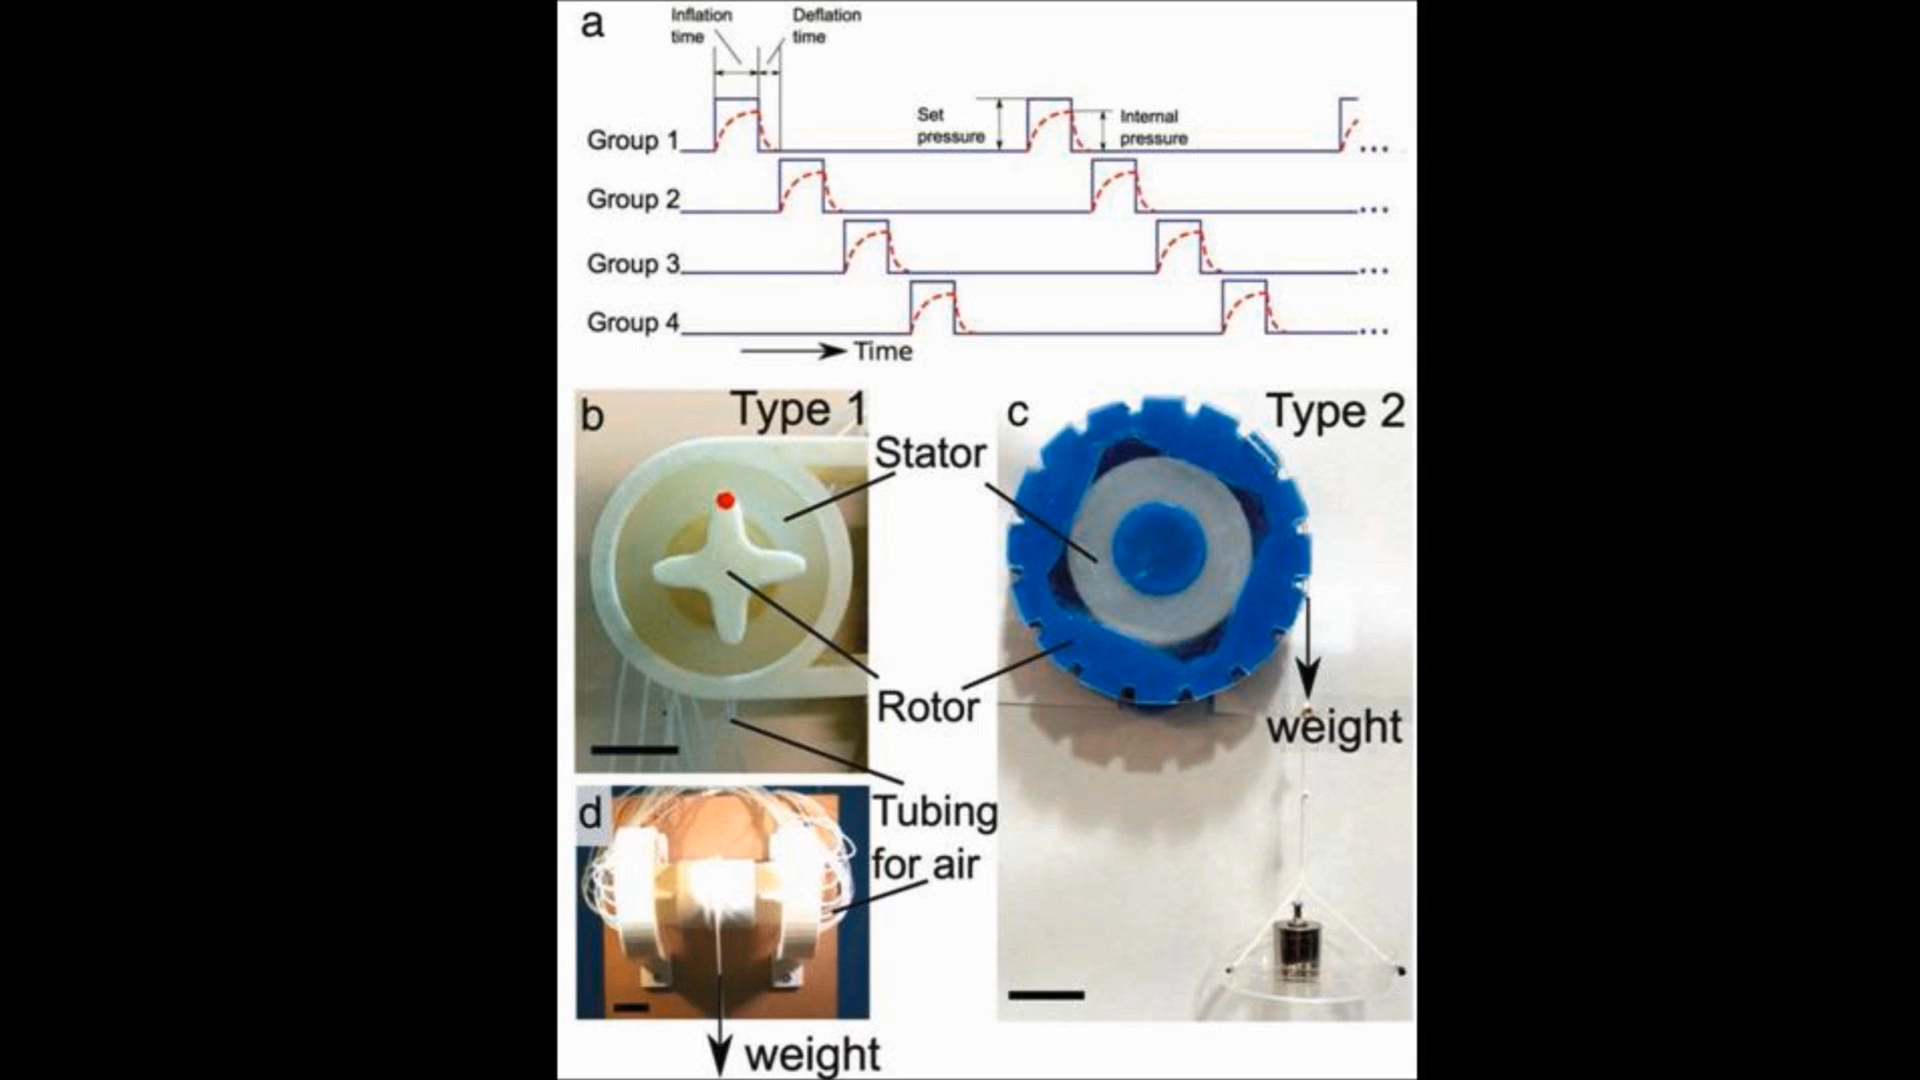 a
Inflation
time
Deflation
time
Set
pressure
Internal
pressure
Group 1
...
Group 2
...
Group 3
...
Group 4
...
Time
b
Type 1
c
Type 2
Stator
Rotor
weight
d
Tubing
for air
weight